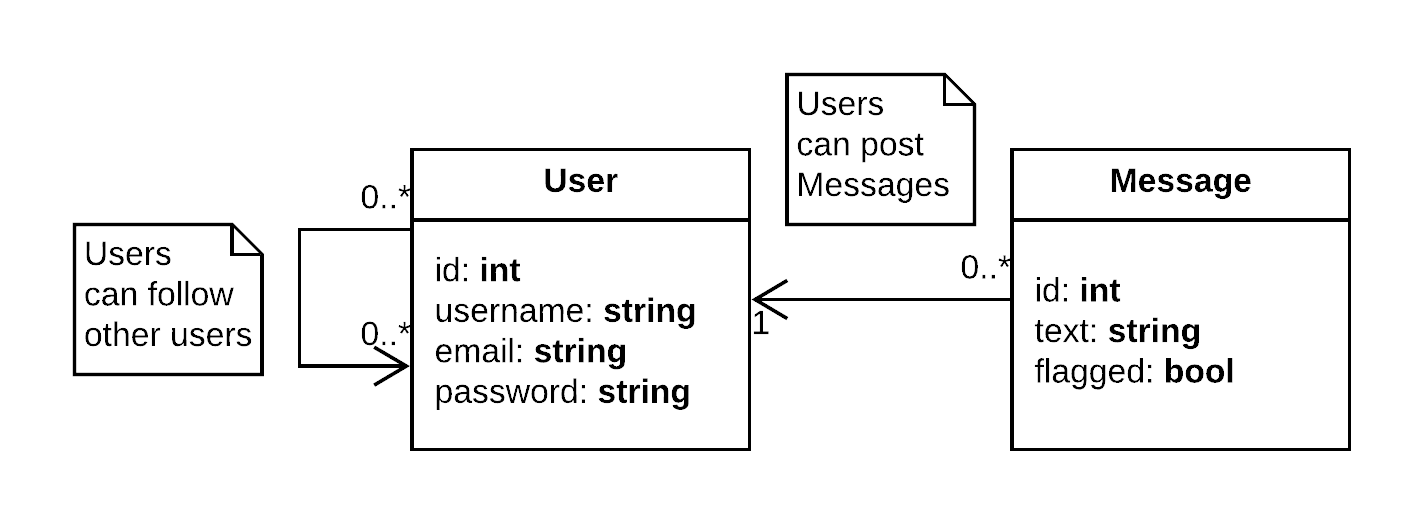 Users
can follow
other users
0..*
0..*
User
id: int
username: string
email: string
password: string
Users
can post
Messages
1
0..*
Message
id: int
text: string
flagged: bool